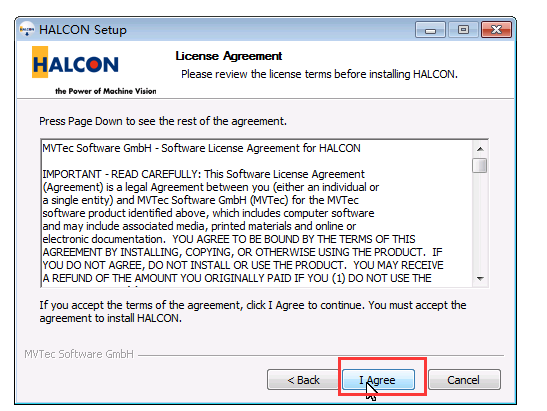 HALCON Setup
HALCON
the Power of Machine Vision
License Agreement
Please review the license terms before installing HALCON.
Press Page Down to see the rest of the agreement.
MVTec Software GmbH - Software License Agreement for HALCON
IMPORTANT - READ CAREFULLY: This Software License Agreement
(Agreement) is a legal Agreement between you (either an individual or
a single entity) and MVTec Software GmbH (MVTec) for the MVTec
software product identified above, which includes computer software
and may include associated media, printed materials and online or
electronic documentation.  YOU AGREE TO BE BOUND BY THE TERMS OF THIS
AGREEMENT BY INSTALLING, COPYING, OR OTHERWISE USING THE PRODUCT.  IF
YOU DO NOT AGREE, DO NOT INSTALL OR USE THE PRODUCT.  YOU MAY RECEIVE
A REFUND OF THE AMOUNT YOU ORIGINALLY PAID IF YOU (1) DO NOT USE THE
If you accept the terms of the agreement, click I Agree to continue. You must accept the
agreement to install HALCON.
MVTec Software GmbH
< Back
I Agree
Cancel